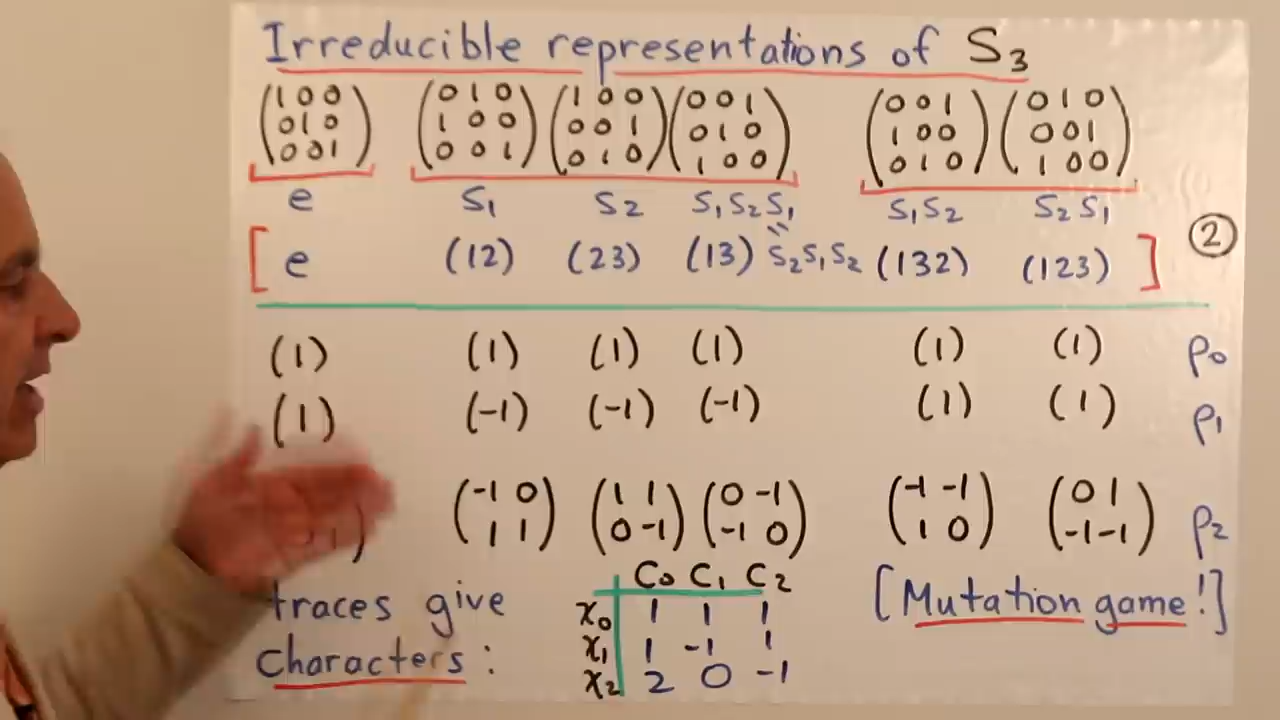 Irreducible representations of S₃
(1 0 0 / 0 1 0 / 0 0 1) (0 1 0 / 1 0 0 / 0 0 1) (1 0 0 / 0 0 1 / 0 1 0) (0 0 1 / 0 1 0 / 1 0 0) (0 0 1 / 1 0 0 / 0 1 0) (0 1 0 / 0 0 1 / 1 0 0)
e S₁ S₂ S₁S₂S₁ S₁S₂ S₂S₁
[ e (12) (23) (13) = S₂S₁S₂ (132) (123) ] ②
(1) (1) (1) (1) (1) (1) ρ₀
(1) (-1) (-1) (-1) (1) (1) ρ₁
(-1 0 / 1 1) (1 1 / 0 -1) (0 -1 / -1 0) (-1 -1 / 1 0) (0 1 / -1 -1) ρ₂
traces give
characters:
C₀ C₁ C₂
χ₀ 1 1 1
χ₁ 1 -1 1
χ₂ 2 0 -1
[Mutation game!]